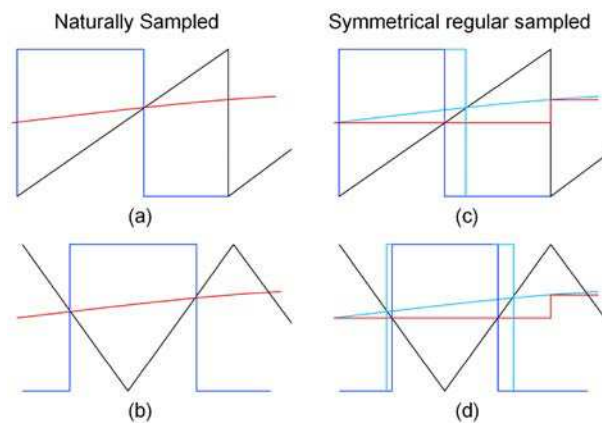 Naturally Sampled
Symmetrical regular sampled
(a)
(c)
(b)
(d)